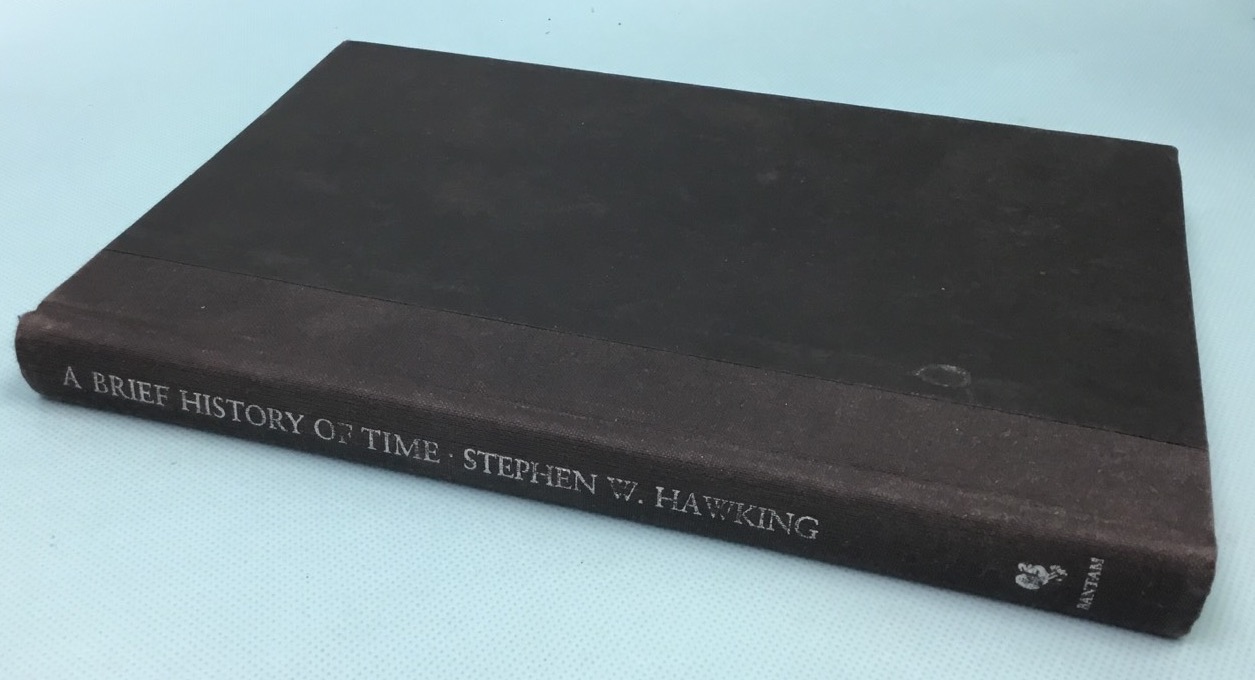 A BRIEF HISTORY OF TIME · STEPHEN W. HAWKING
BANTAM